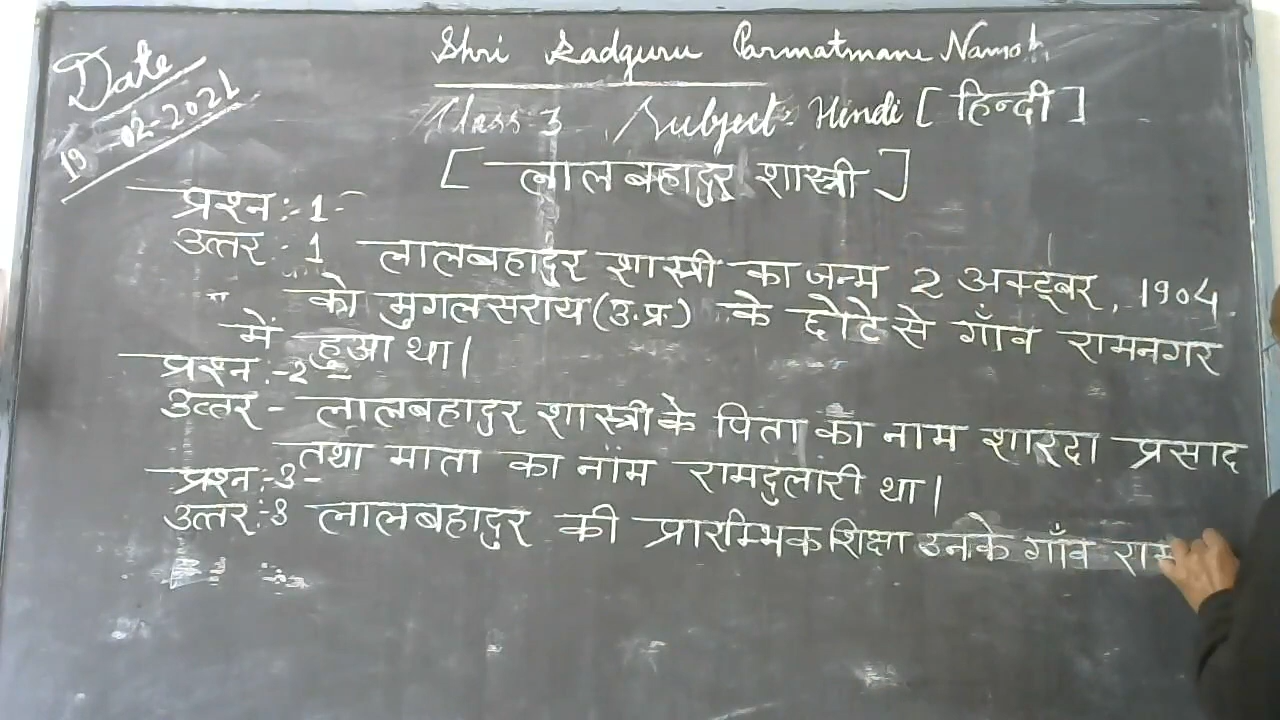 Date
19-02-2021
Shri Sadguru Parmatmane Namah
Class 3 Subject: Hindi [हिन्दी]
[लालबहादुर शास्त्री]
प्रश्न:-1-
उत्तर:- 1 लालबहादुर शास्त्री का जन्म 2 अक्टूबर, 1904
को मुगलसराय (उ.प्र.) के छोटे से गाँव रामनगर
में हुआ था।
प्रश्न:-2-
उत्तर- लालबहादुर शास्त्री के पिता का नाम शारदा प्रसाद
तथा माता का नाम रामदुलारी था।
प्रश्न:-3-
उत्तर:-3 लालबहादुर की प्रारम्भिक शिक्षा उनके गाँव राम